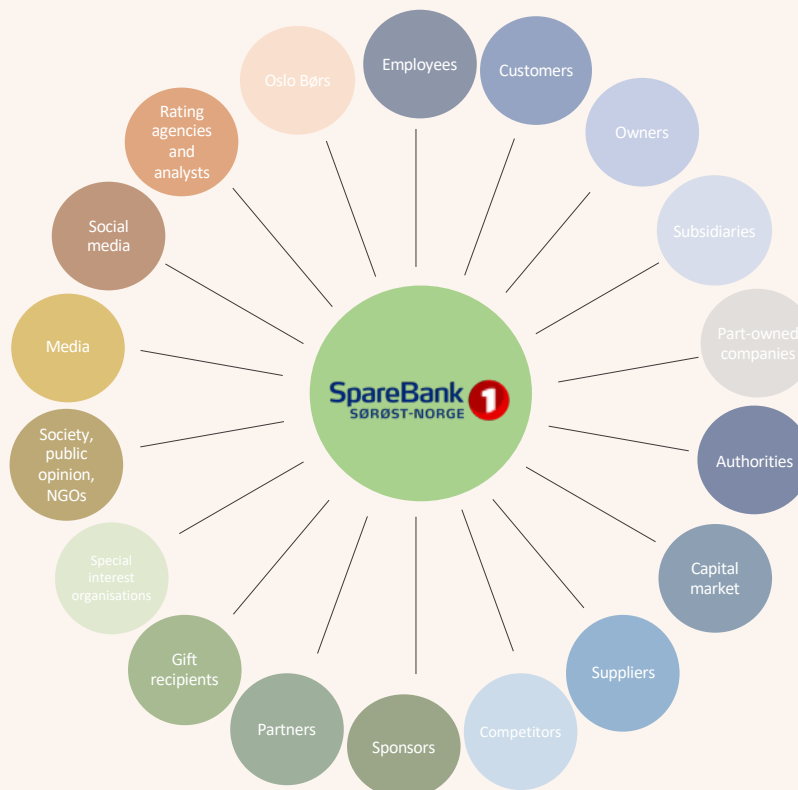 Employees
Customers
Owners
Subsidiaries
Part-owned
companies
Authorities
Capital
market
Suppliers
Competitors
Sponsors
Partners
Gift
recipients
Special
interest
organisations
Society,
public
opinion,
NGOs
Media
Social
media
Rating
agencies
and
analysts
Oslo Børs
SpareBank 1
SØRØST-NORGE